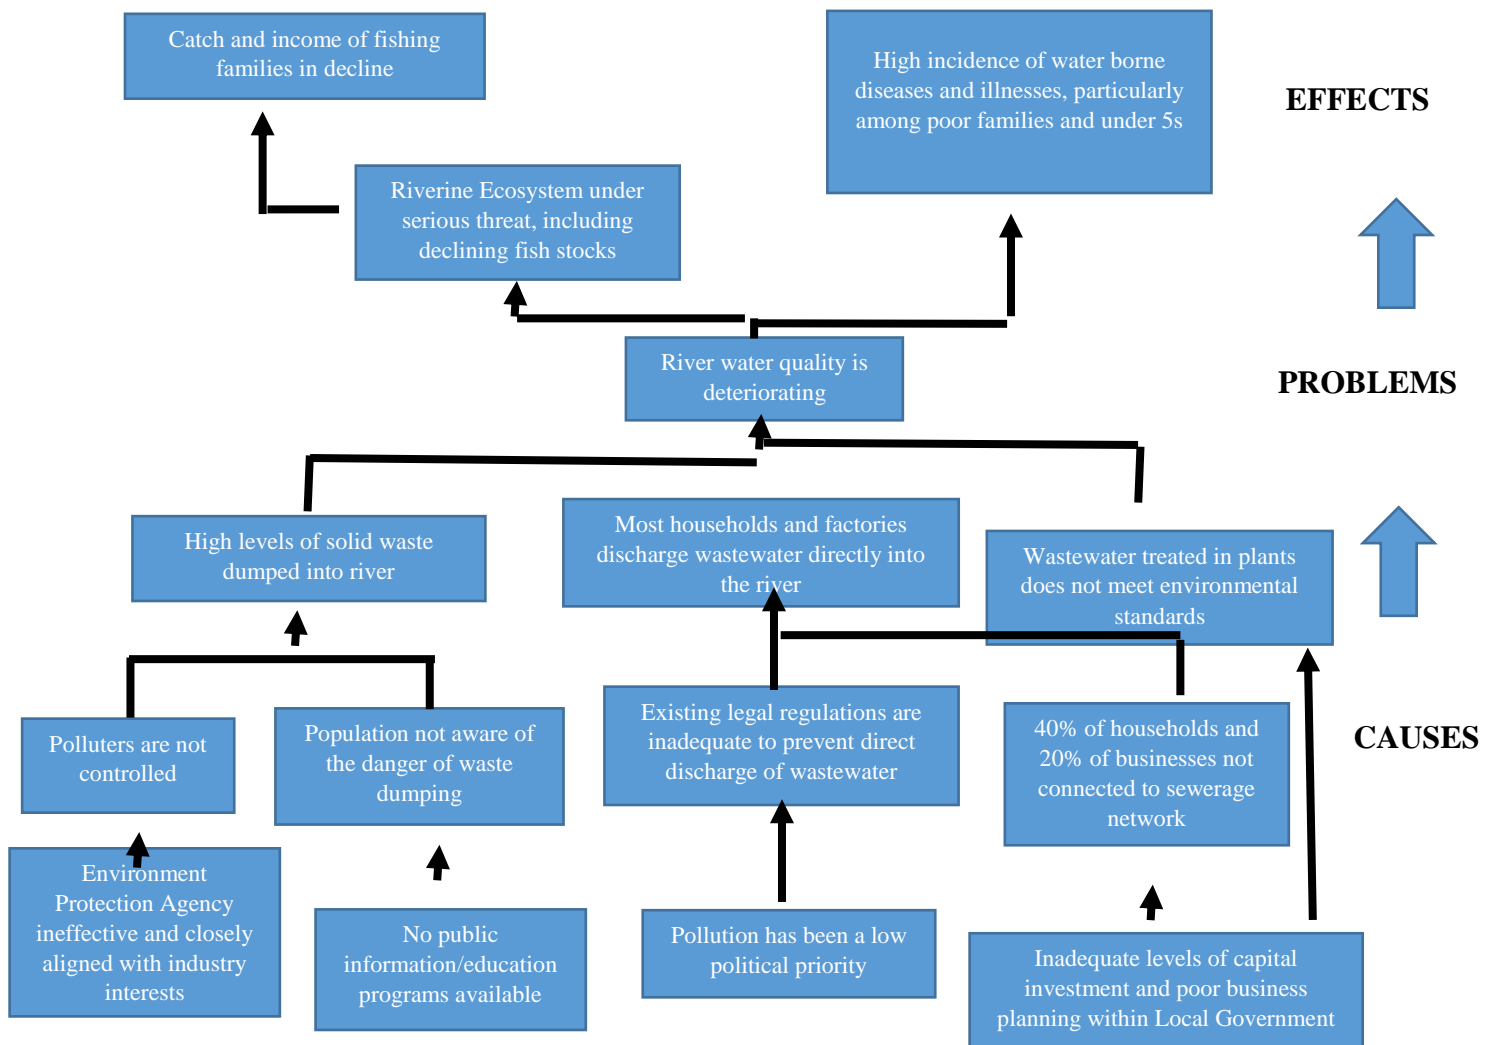 Catch and income of fishing
families in decline
High incidence of water borne
diseases and illnesses, particularly
among poor families and under 5s
EFFECTS
Riverine Ecosystem under
serious threat, including
declining fish stocks
River water quality is
deteriorating
PROBLEMS
High levels of solid waste
dumped into river
Most households and factories
discharge wastewater directly into
the river
Wastewater treated in plants
does not meet environmental
standards
Polluters are not
controlled
Population not aware of
the danger of waste
dumping
Existing legal regulations are
inadequate to prevent direct
discharge of wastewater
40% of households and
20% of businesses not
connected to sewerage
network
CAUSES
Environment
Protection Agency
ineffective and closely
aligned with industry
interests
No public
information/education
programs available
Pollution has been a low
political priority
Inadequate levels of capital
investment and poor business
planning within Local Government